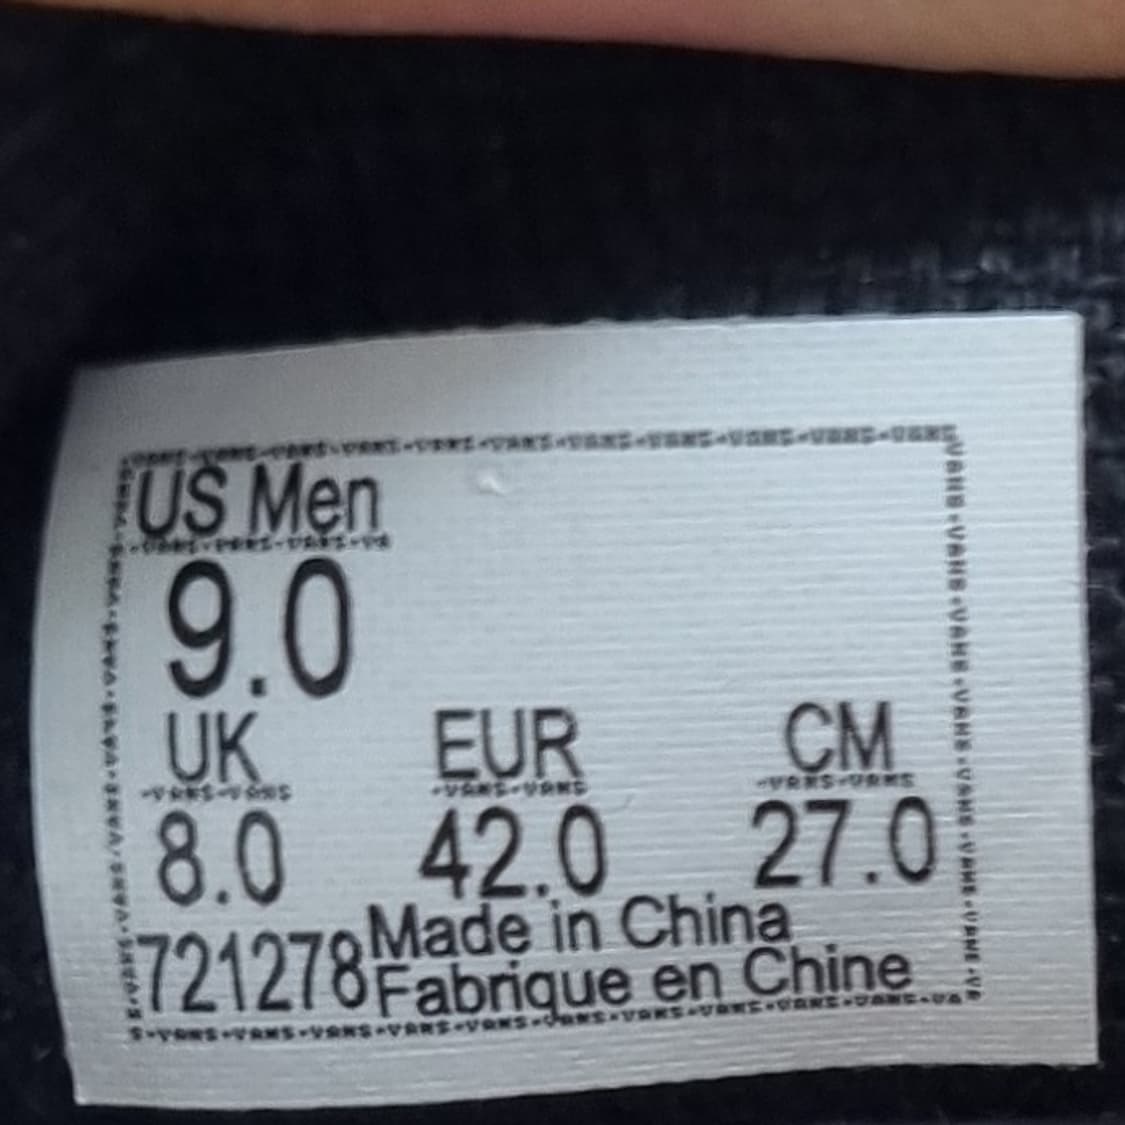 US Men
9.0
UK EUR CM
8.0 42.0 27.0
721278 Made in China
Fabrique en Chine